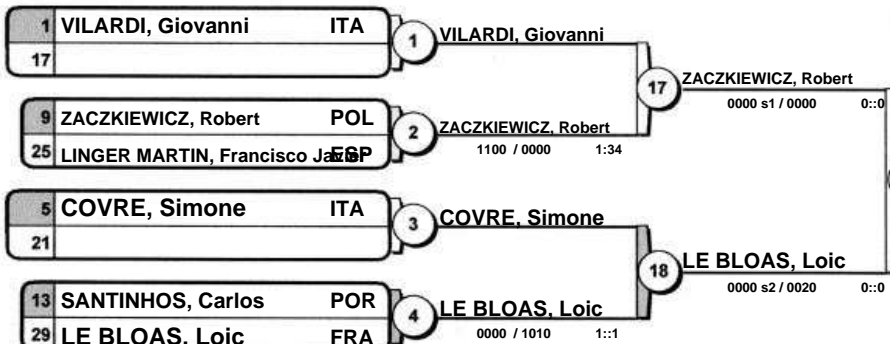 1 VILARDI, Giovanni ITA
17
1
VILARDI, Giovanni
9 ZACZKIEWICZ, Robert POL
25 LINGER MARTIN, Francisco Javier ESP
2
ZACZKIEWICZ, Robert
1100 / 0000 1:34
17
ZACZKIEWICZ, Robert
0000 s1 / 0000 0::0
5 COVRE, Simone ITA
21
3
COVRE, Simone
13 SANTINHOS, Carlos POR
29 LE BLOAS, Loic FRA
4
LE BLOAS, Loic
0000 / 1010 1::1
18
LE BLOAS, Loic
0000 s2 / 0020 0::0